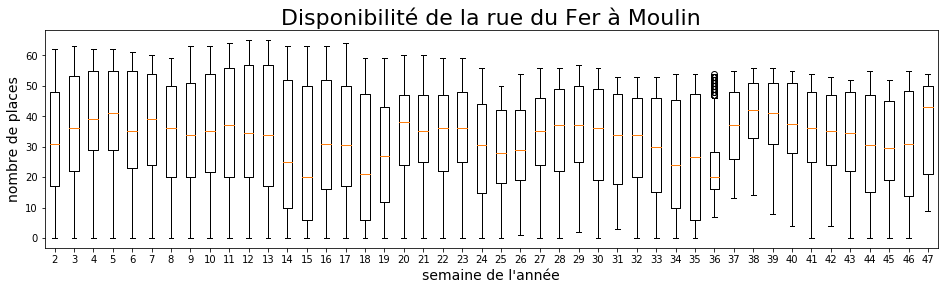 Disponibilité de la rue du Fer à Moulin
nombre de places
60
50
40
30
20
10
0
2 3 4 5 6 7 8 9 10 11 12 13 14 15 16 17 18 19 20 21 22 23 24 25 26 27 28 29 30 31 32 33 34 35 36 37 38 39 40 41 42 43 44 45 46 47
semaine de l'année